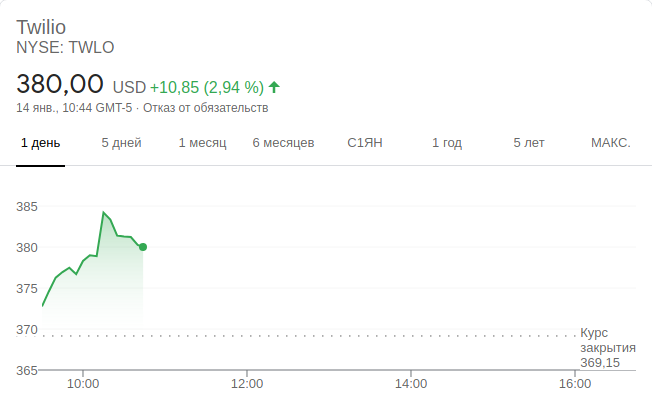 Twilio
NYSE: TWLO
380,00 USD +10,85 (2,94 %)
14 янв., 10:44 GMT-5 · Отказ от обязательств
1 день 5 дней 1 месяц 6 месяцев С1ЯН 1 год 5 лет МАКС.
385
380
375
370
Курс
закрытия
369,15
365
10:00 12:00 14:00 16:00